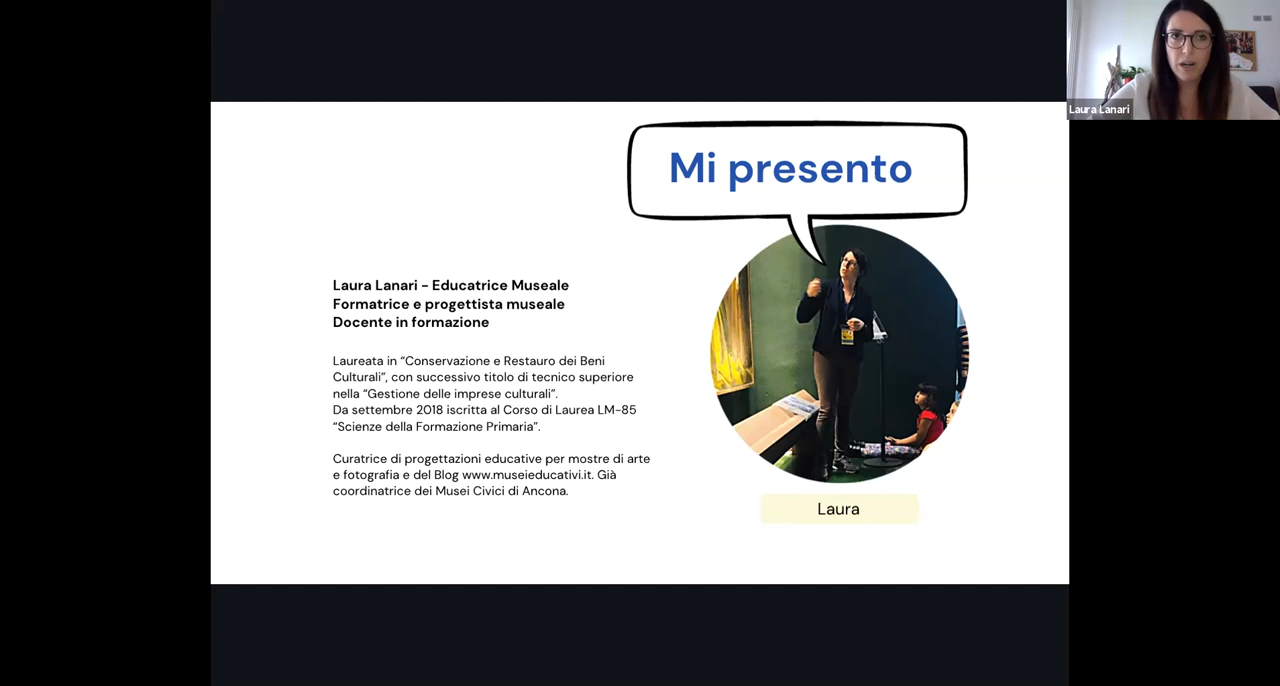 Laura Lanari
Mi presento
Laura Lanari - Educatrice Museale
Formatrice e progettista museale
Docente in formazione
Laureata in “Conservazione e Restauro dei Beni
Culturali”, con successivo titolo di tecnico superiore
nella “Gestione delle imprese culturali”.
Da settembre 2018 iscritta al Corso di Laurea LM-85
“Scienze della Formazione Primaria”.
Curatrice di progettazioni educative per mostre di arte
e fotografia e del Blog www.museieducativi.it. Già
coordinatrice dei Musei Civici di Ancona.
Laura